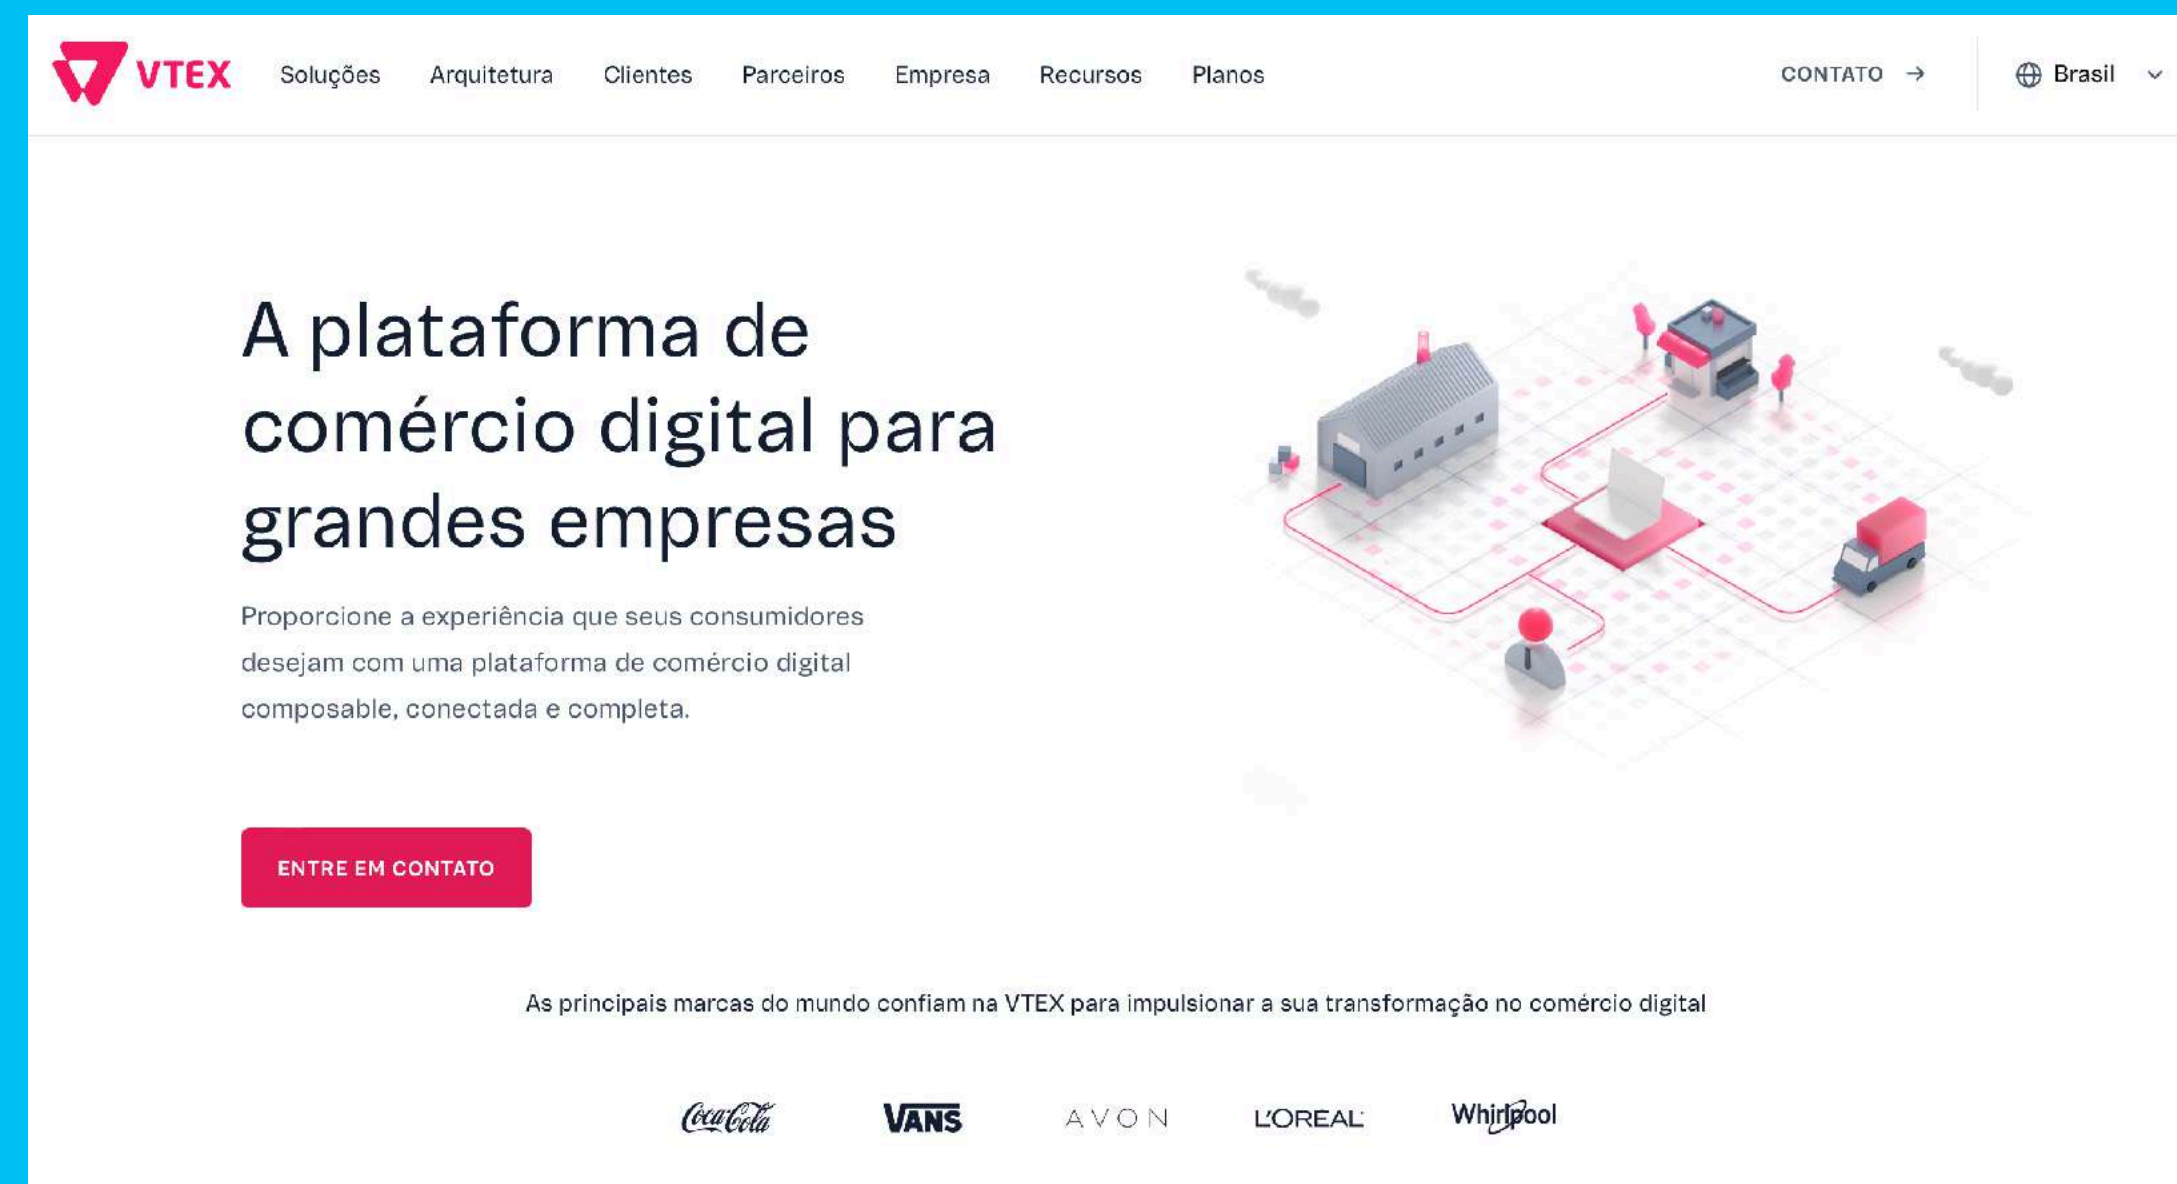 VTEX Soluções Arquitetura Clientes Parceiros Empresa Recursos Planos CONTATO → Brasil
A plataforma de
comércio digital para
grandes empresas
Proporcione a experiência que seus consumidores
desejam com uma plataforma de comércio digital
composable, conectada e completa.
ENTRE EM CONTATO
As principais marcas do mundo confiam na VTEX para impulsionar a sua transformação no comércio digital
Coca-Cola VANS AVON L'ORÉAL Whirlpool